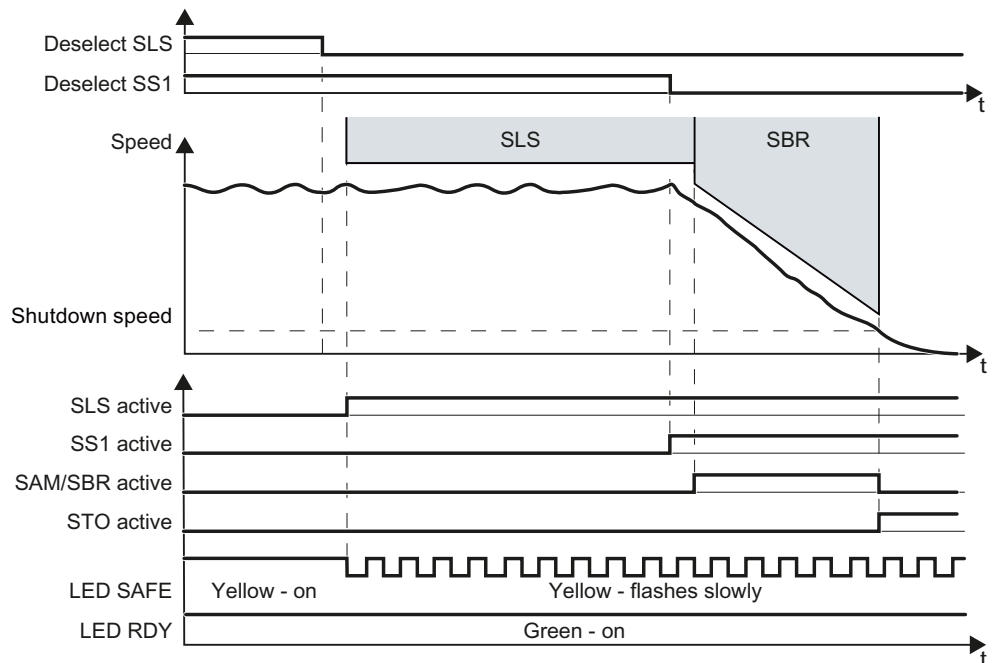 Deselect SLS
Deselect SS1
t
Speed
SLS
SBR
Shutdown speed
t
SLS active
SS1 active
SAM/SBR active
STO active
LED SAFE
Yellow - on
Yellow - flashes slowly
LED RDY
Green - on
t